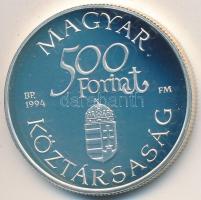 MAGYAR
500
Forint
BP. FM
1994
KÖZTÁRSASÁG